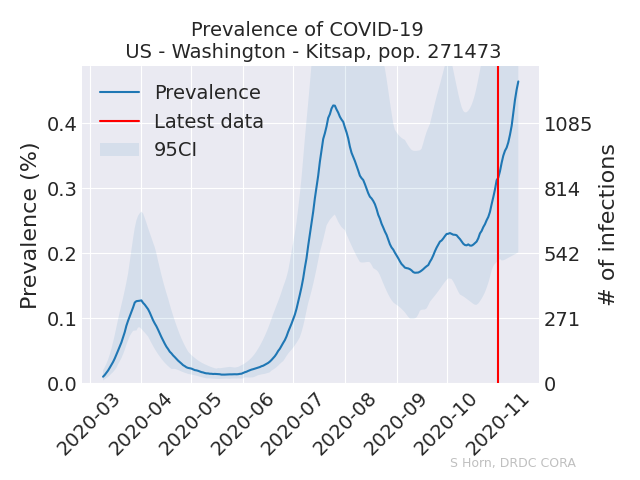 Prevalence of COVID-19
US - Washington - Kitsap, pop. 271473
Prevalence
Latest data
95CI
Prevalence (%)
0.4
0.3
0.2
0.1
0.0
1085
814
542
271
0
# of infections
2020-03
2020-04
2020-05
2020-06
2020-07
2020-08
2020-09
2020-10
2020-11
S Horn, DRDC CORA